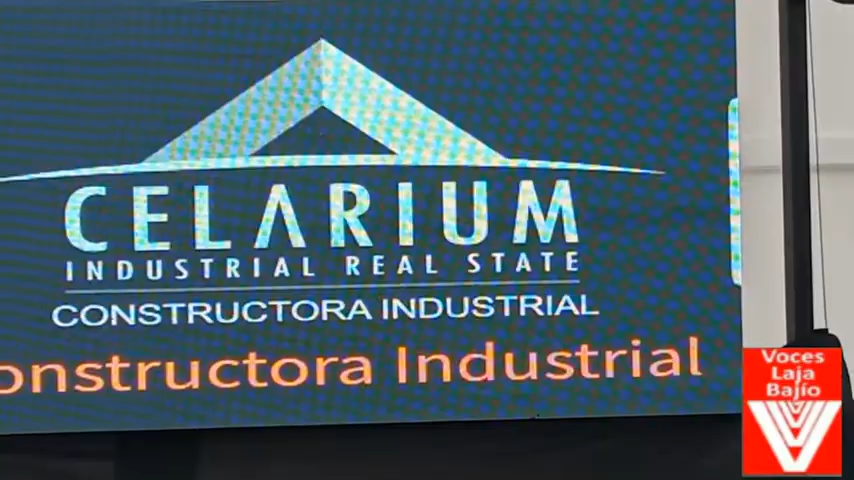 CELARIUM
INDUSTRIAL REAL STATE
CONSTRUCTORA INDUSTRIAL
onstructora Industrial
Voces
Laja
Bajío